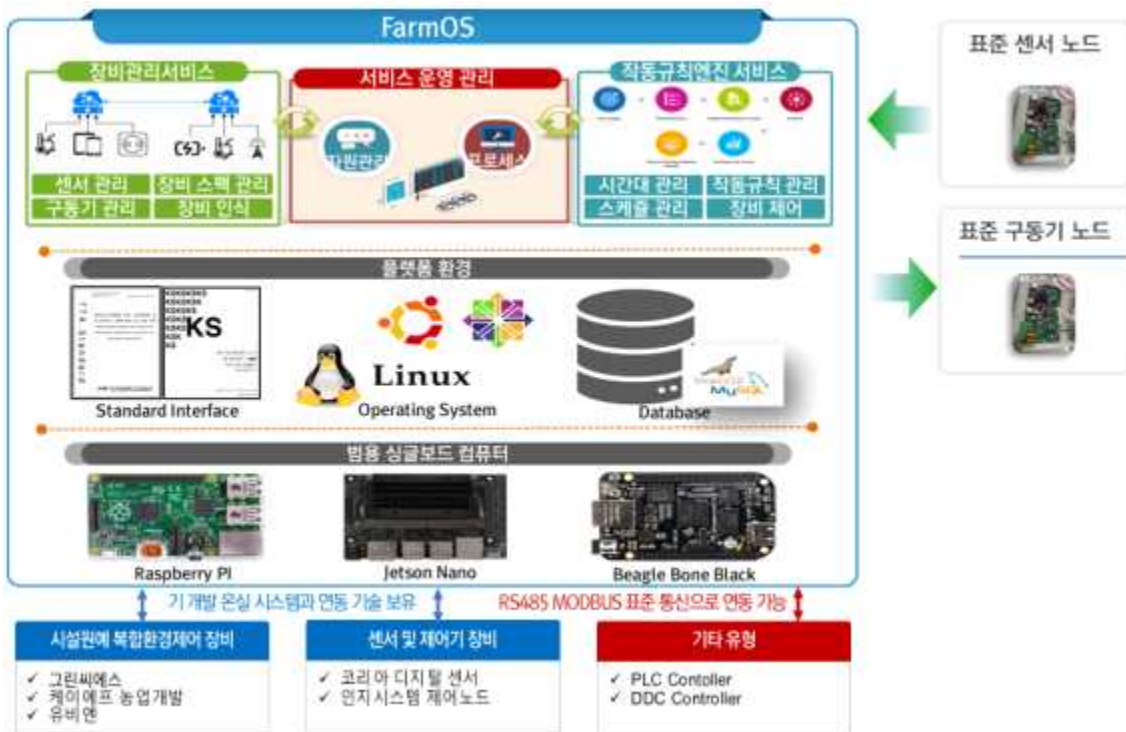 FarmOS
장비관리서비스
서비스 운영 관리
작동규칙엔진 서비스
자원관리
프로세스
센서 관리
장비 스펙 관리
구동기 관리
장비 인식
시간대 관리
작동규칙 관리
스케쥴 관리
장비 제어
표준 센서 노드
표준 구동기 노드
플랫폼 환경
TTA Standard
KS
Linux
MySQL
Standard Interface
Operating System
Database
범용 싱글보드 컴퓨터
Raspberry PI
Jetson Nano
Beagle Bone Black
기 개발 온실 시스템과 연동 기술 보유
RS485 MODBUS 표준 통신으로 연동 가능
시설원예 복합환경제어 장비
✓ 그린씨에스
✓ 케이에프 농업개발
✓ 유비엔
센서 및 제어기 장비
✓ 코리아 디지탈 센서
✓ 인지시스템 제어노드
기타 유형
✓ PLC Contoller
✓ DDC Controller